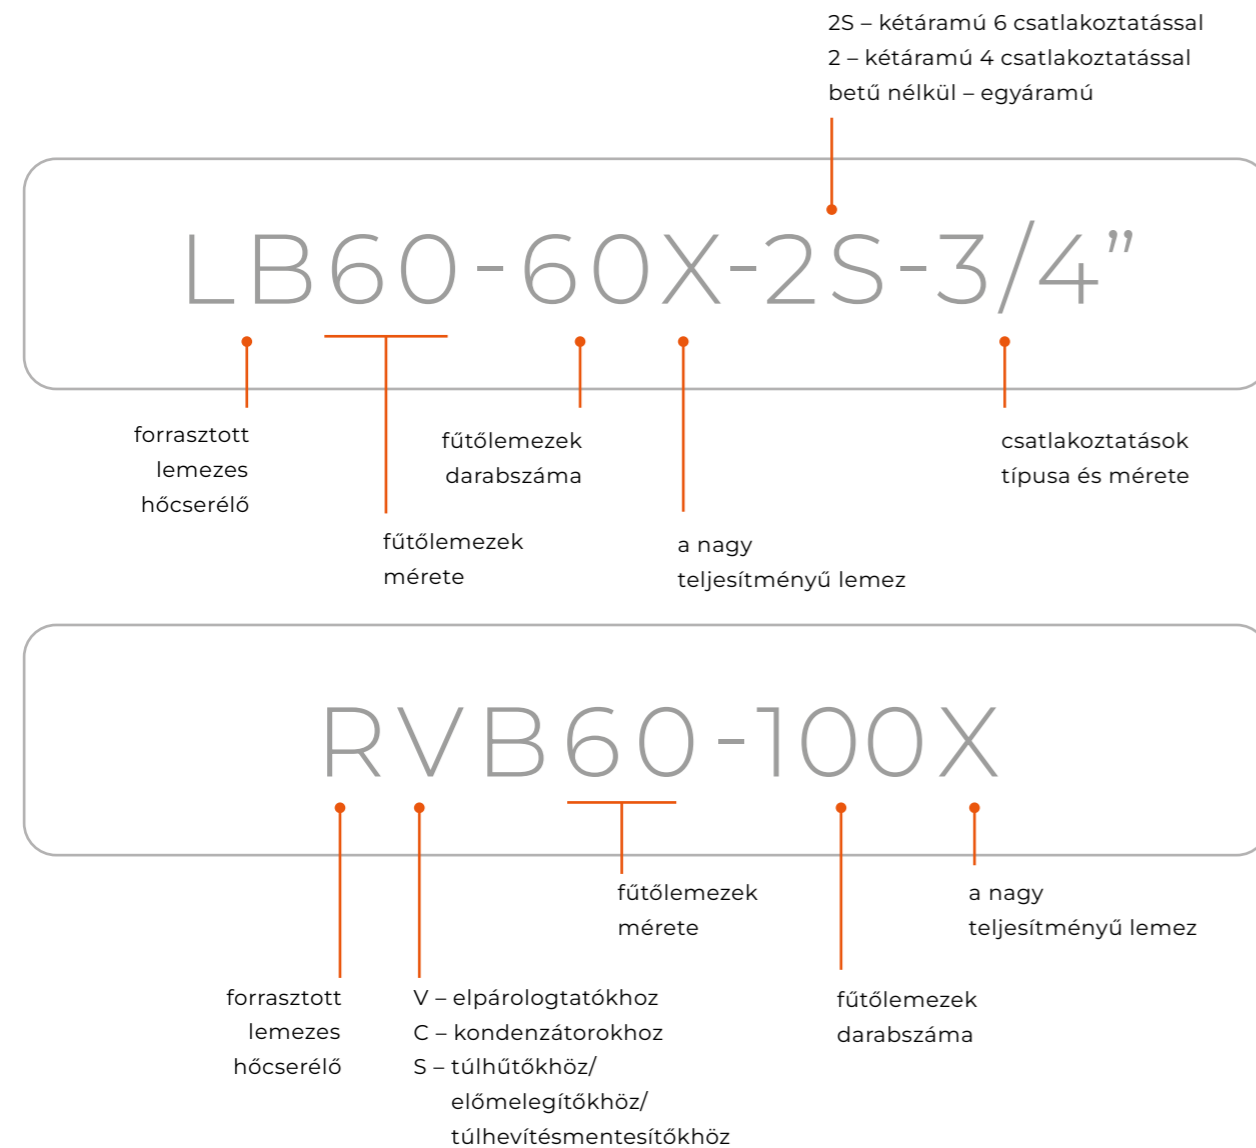 2S – kétáramú 6 csatlakoztatással
2 – kétáramú 4 csatlakoztatással
betű nélkül – egyáramú
LB60-60X-2S-3/4”
forrasztott
lemezes
hőcserélő
fűtőlemezek
mérete
fűtőlemezek
darabszáma
a nagy
teljesítményű lemez
csatlakoztatások
típusa és mérete
RVB60-100X
forrasztott
lemezes
hőcserélő
V – elpárologtatókhoz
C – kondenzátorokhoz
S – túlhűtőkhöz/
előmelegítőkhöz/
túlhevítésmentesítőkhöz
fűtőlemezek
mérete
fűtőlemezek
darabszáma
a nagy
teljesítményű lemez